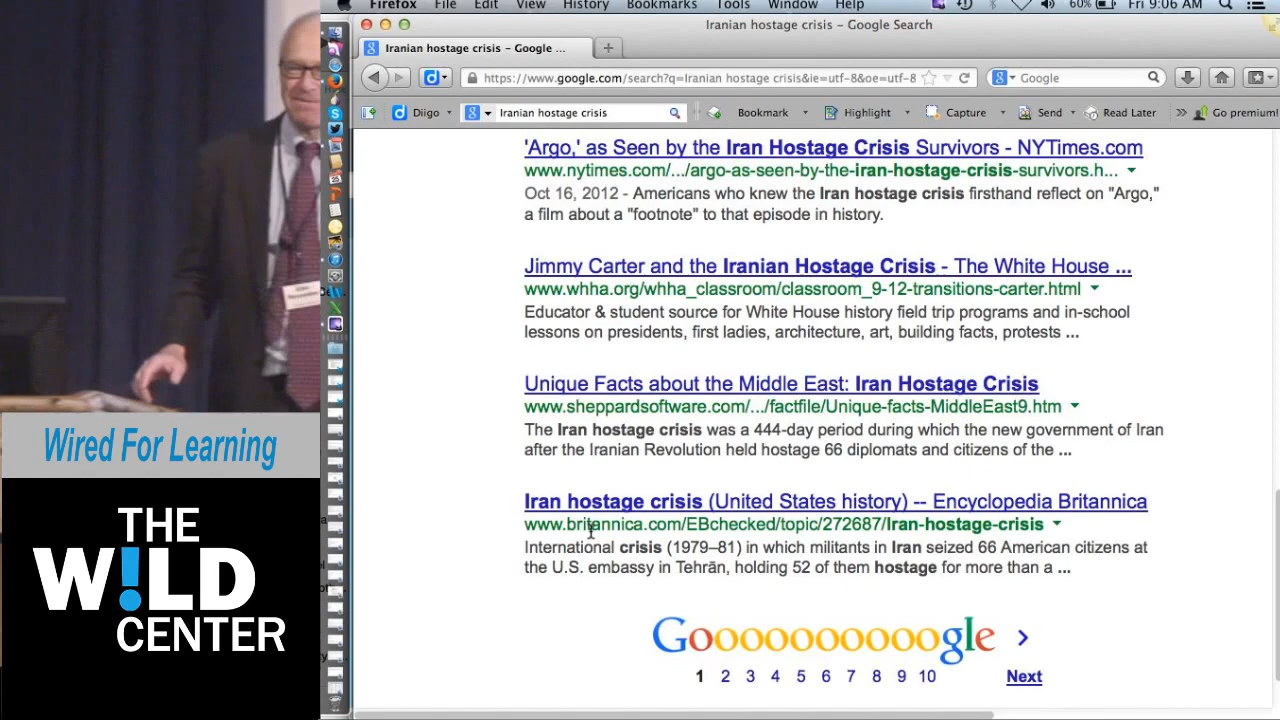 Firefox File Edit View History Bookmarks Tools Window Help 60% Fri 9:06 AM
Iranian hostage crisis - Google Search
Iranian hostage crisis - Google ...
https://www.google.com/search?q=Iranian hostage crisis&ie=utf-8&oe=utf-8
Google
Diigo Iranian hostage crisis Bookmark Highlight Capture Send Read Later Go premium!
'Argo,' as Seen by the Iran Hostage Crisis Survivors - NYTimes.com
www.nytimes.com/.../argo-as-seen-by-the-iran-hostage-crisis-survivors.h...
Oct 16, 2012 - Americans who knew the Iran hostage crisis firsthand reflect on "Argo,"
a film about a "footnote" to that episode in history.
Jimmy Carter and the Iranian Hostage Crisis - The White House ...
www.whha.org/whha_classroom/classroom_9-12-transitions-carter.html
Educator & student source for White House history field trip programs and in-school
lessons on presidents, first ladies, architecture, art, building facts, protests ...
Unique Facts about the Middle East: Iran Hostage Crisis
www.sheppardsoftware.com/.../factfile/Unique-facts-MiddleEast9.htm
The Iran hostage crisis was a 444-day period during which the new government of Iran
after the Iranian Revolution held hostage 66 diplomats and citizens of the ...
Iran hostage crisis (United States history) -- Encyclopedia Britannica
www.britannica.com/EBchecked/topic/272687/Iran-hostage-crisis
International crisis (1979–81) in which militants in Iran seized 66 American citizens at
the U.S. embassy in Tehrān, holding 52 of them hostage for more than a ...
Goooooooooogle >
1 2 3 4 5 6 7 8 9 10 Next
Wired For Learning
THE
W!LD
CENTER